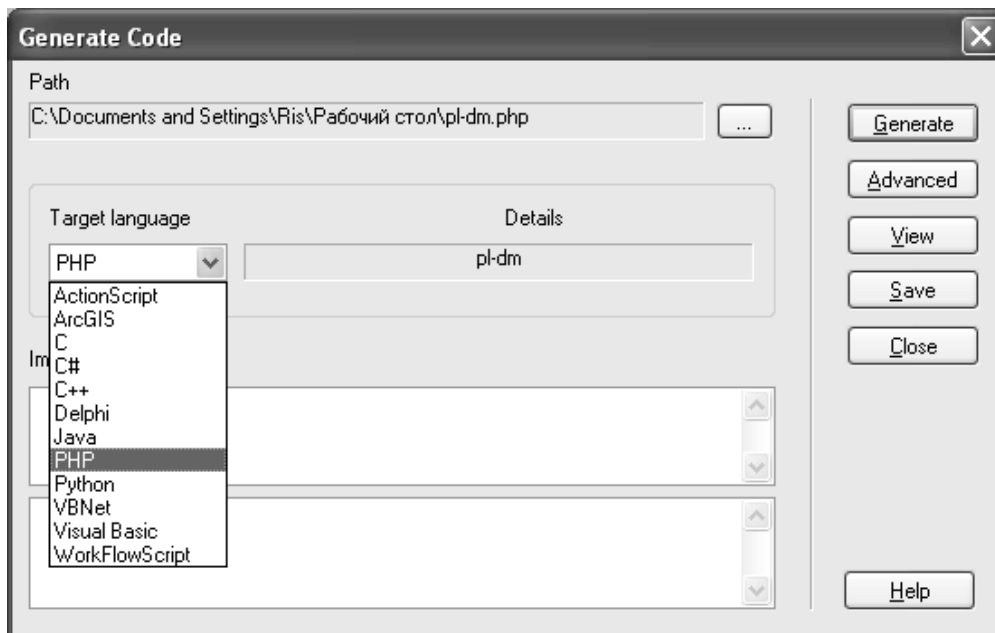 Generate Code
Path
C:\Documents and Settings\Ris\Рабочий стол\pl-dm.php
...
Generate
Advanced
View
Save
Close
Help
Target language
Details
PHP
pl-dm
ActionScript
ArcGIS
C
C#
C++
Delphi
Java
PHP
Python
VBNet
Visual Basic
WorkFlowScript